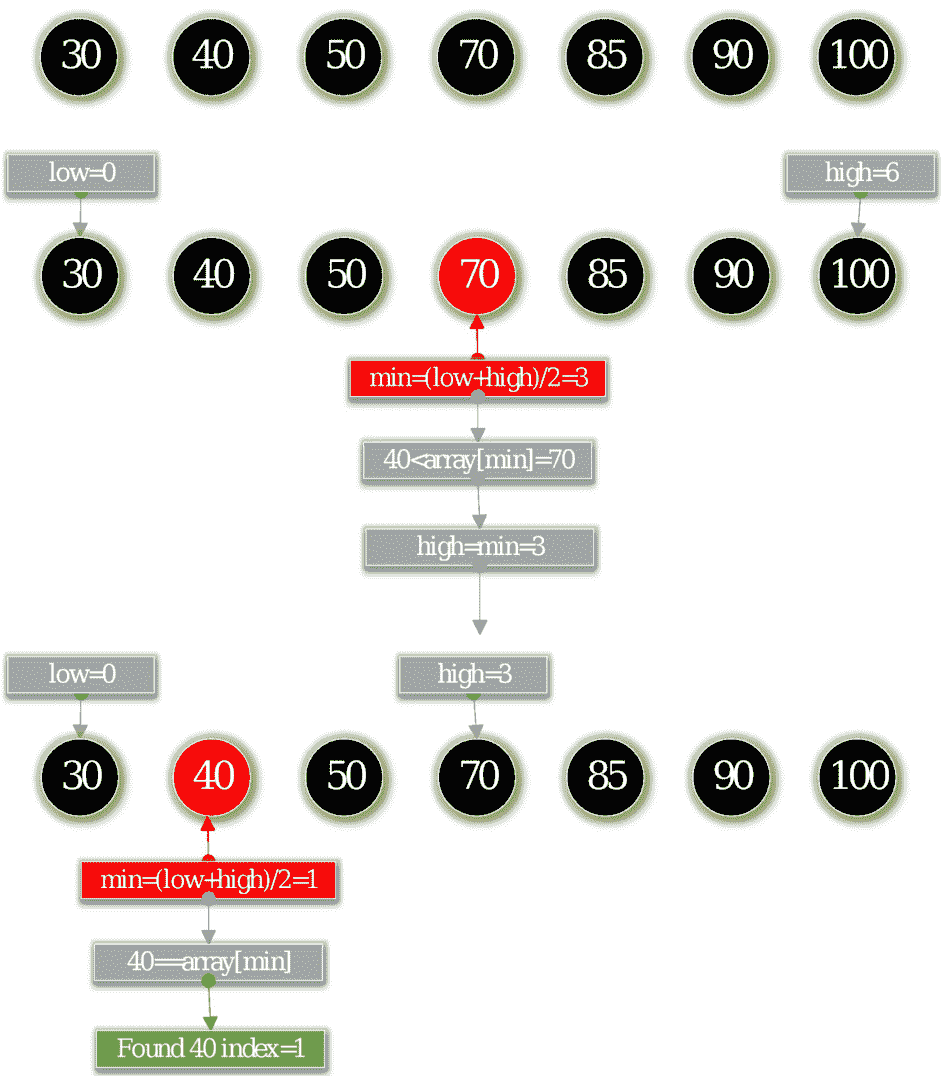 30 40 50 70 85 90 100
low=0 high=6
30 40 50 70 85 90 100
min=(low+high)/2=3
40<array[min]=70
high=min=3
low=0 high=3
30 40 50 70 85 90 100
min=(low+high)/2=1
40==array[min]
Found 40 index=1